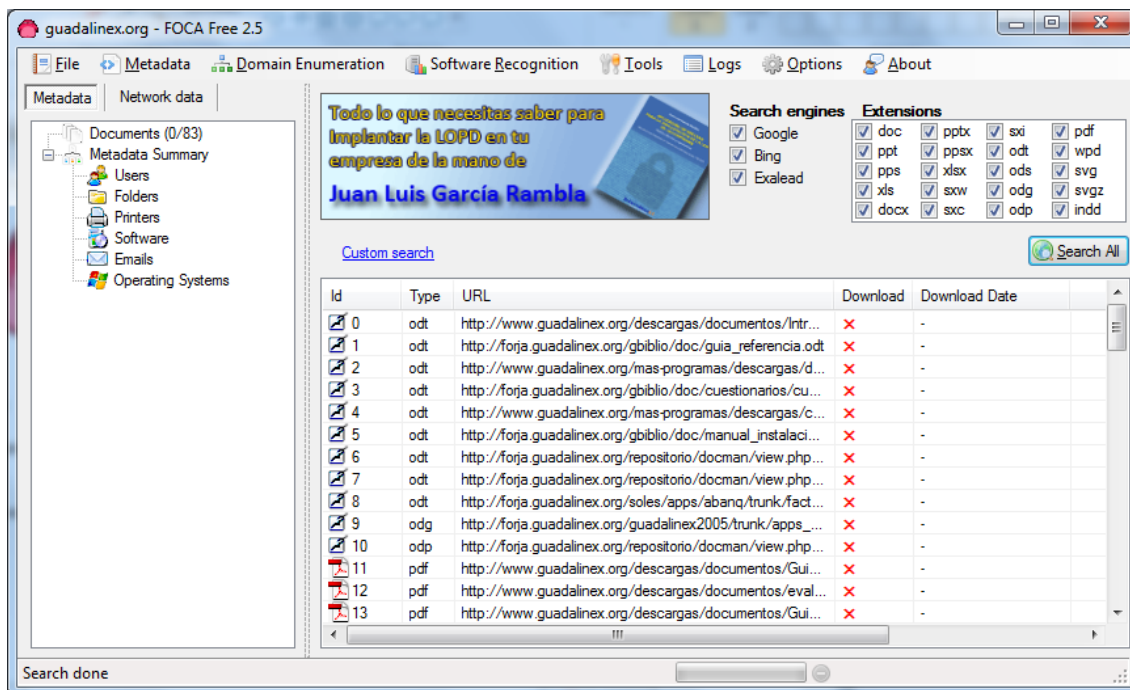 guadalinex.org - FOCA Free 2.5
File Metadata Domain Enumeration Software Recognition Tools Logs Options About
Metadata Network data
Documents (0/83)
Metadata Summary
Users
Folders
Printers
Software
Emails
Operating Systems
Todo lo que necesitas saber para
Implantar la LOPD en tu
empresa de la mano de
Juan Luis García Rambla
Search engines
Google
Bing
Exalead
Extensions
doc pptx sxi pdf
ppt ppsx odt wpd
pps xlsx ods svg
xls sxw odg svgz
docx sxc odp indd
Custom search
Search All
Id Type URL Download Download Date
0 odt http://www.guadalinex.org/descargas/documentos/Intr... -
1 odt http://forja.guadalinex.org/gbiblio/doc/guia_referencia.odt -
2 odt http://www.guadalinex.org/mas-programas/descargas/d... -
3 odt http://forja.guadalinex.org/gbiblio/doc/cuestionarios/cu... -
4 odt http://www.guadalinex.org/mas-programas/descargas/c... -
5 odt http://forja.guadalinex.org/gbiblio/doc/manual_instalaci... -
6 odt http://forja.guadalinex.org/repositorio/docman/view.php... -
7 odt http://forja.guadalinex.org/repositorio/docman/view.php... -
8 odt http://forja.guadalinex.org/soles/apps/abanq/trunk/fact... -
9 odg http://forja.guadalinex.org/guadalinex2005/trunk/apps_... -
10 odp http://forja.guadalinex.org/repositorio/docman/view.php... -
11 pdf http://www.guadalinex.org/descargas/documentos/Gui... -
12 pdf http://www.guadalinex.org/descargas/documentos/eval... -
13 pdf http://www.guadalinex.org/descargas/documentos/Gui... -
Search done